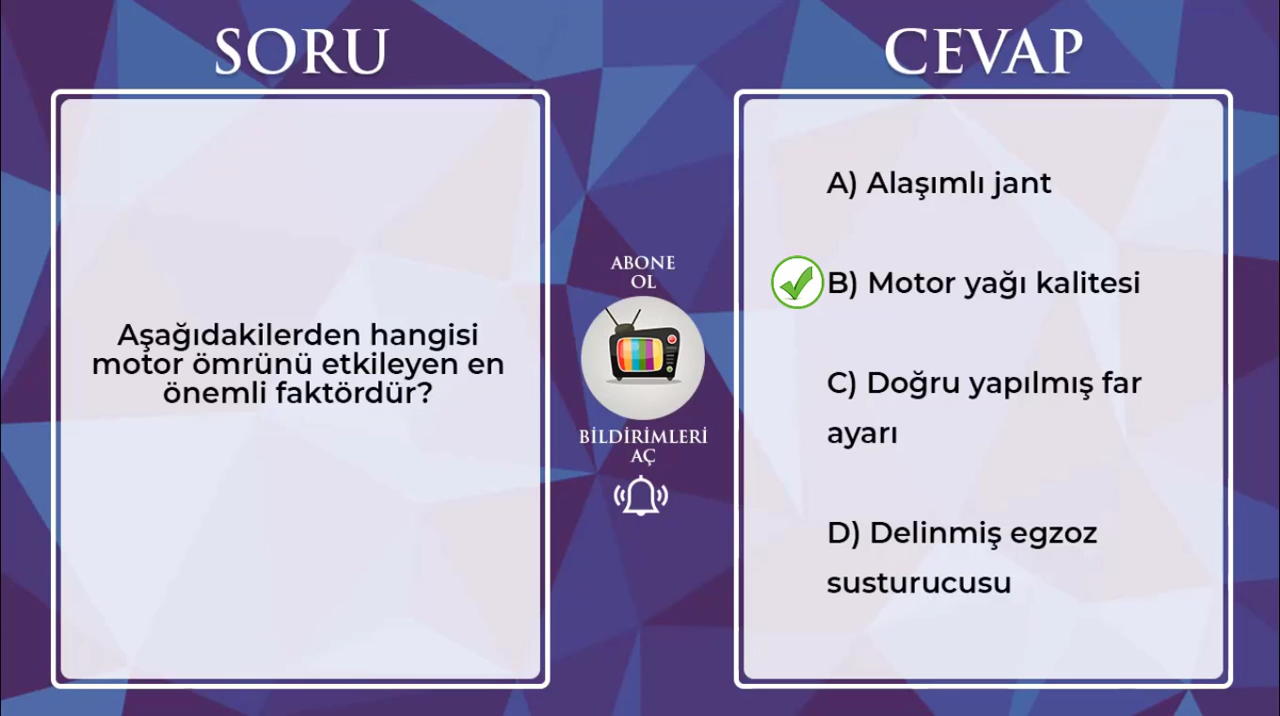 SORU
Aşağıdakilerden hangisi
motor ömrünü etkileyen en
önemli faktördür?
ABONE
OL
BİLDİRİMLERİ
AÇ
CEVAP
A) Alaşımlı jant
B) Motor yağı kalitesi
C) Doğru yapılmış far
ayarı
D) Delinmiş egzoz
susturucusu